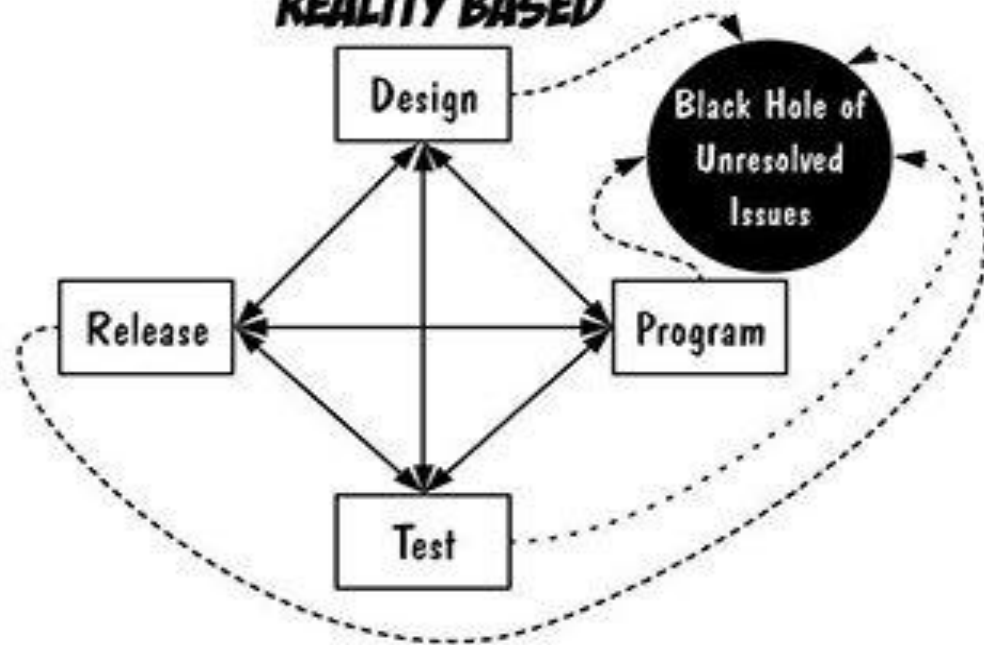 REALITY BASED
Design
Black Hole of
Unresolved
Issues
Release
Program
Test